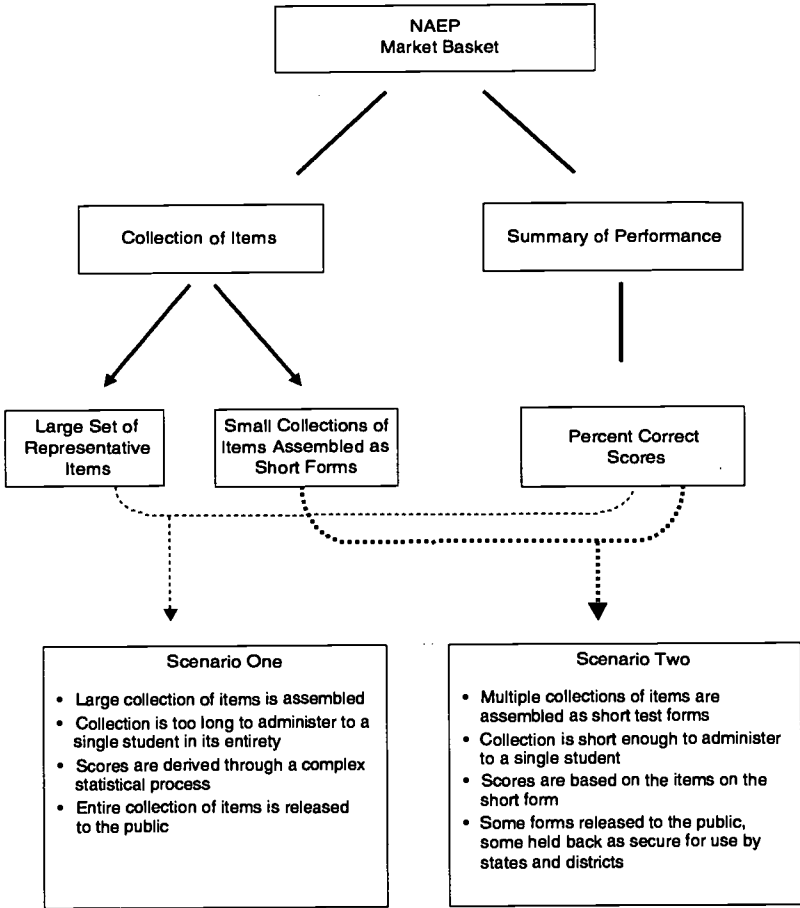 NAEP
Market Basket
Collection of Items
Summary of Performance
Large Set of
Representative
Items
Small Collections of
Items Assembled as
Short Forms
Percent Correct
Scores
Scenario One
• Large collection of items is assembled
• Collection is too long to administer to a
single student in its entirety
• Scores are derived through a complex
statistical process
• Entire collection of items is released
to the public
Scenario Two
• Multiple collections of items are
assembled as short test forms
• Collection is short enough to administer
to a single student
• Scores are based on the items on the
short form
• Some forms released to the public,
some held back as secure for use by
states and districts